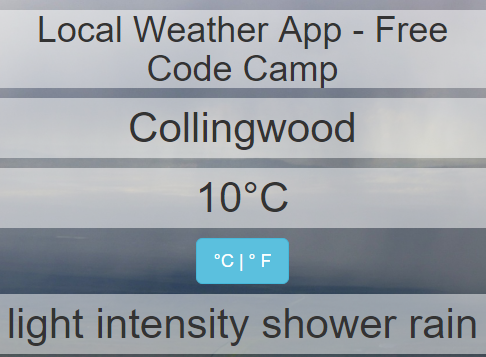 Local Weather App - Free
Code Camp
Collingwood
10°C
°C | ° F
light intensity shower rain